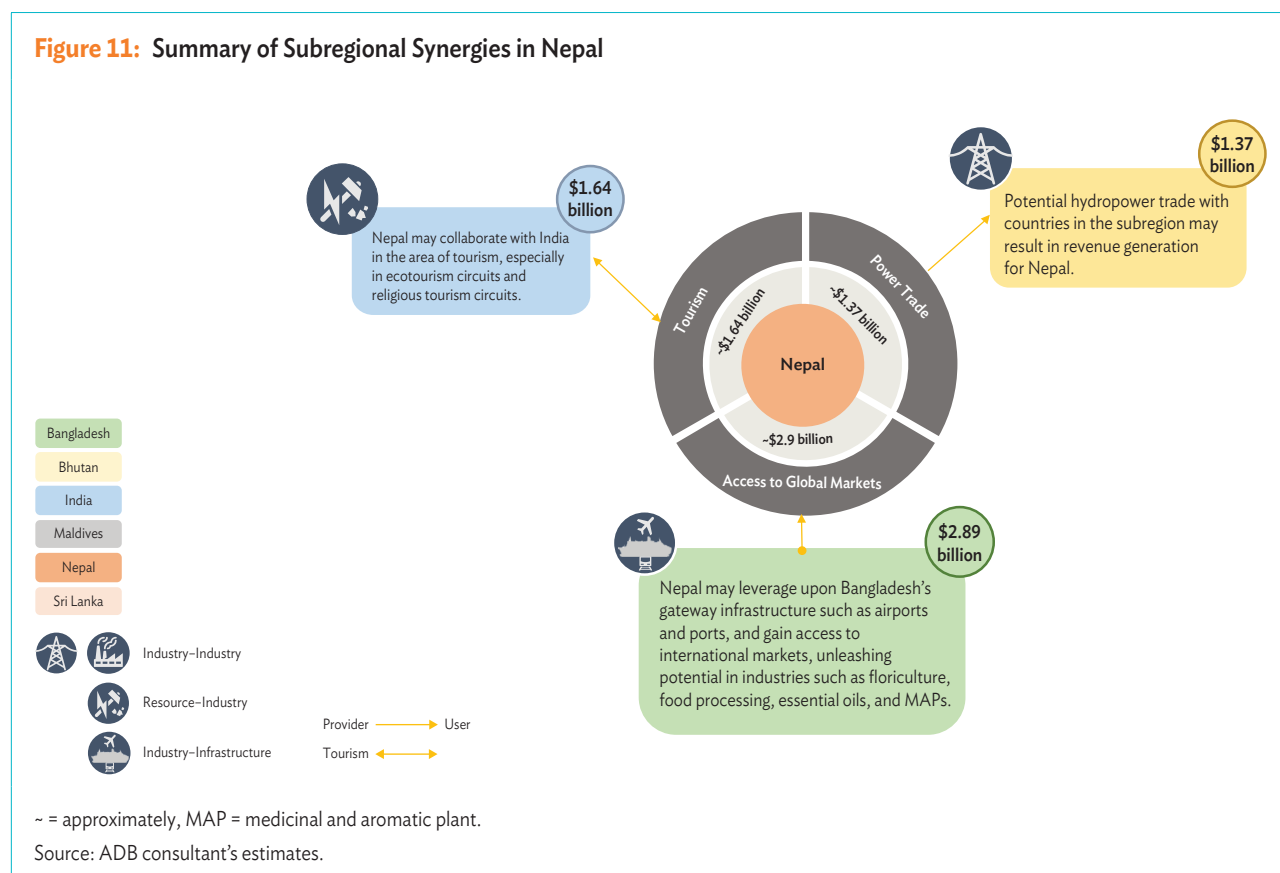 Figure 11: Summary of Subregional Synergies in Nepal
$1.37
billion
Potential hydropower trade with
countries in the subregion may
result in revenue generation
for Nepal.
$1.64
billion
Nepal may collaborate with India
in the area of tourism, especially
in ecotourism circuits and
religious tourism circuits.
Tourism
Power Trade
~$1.64 billion
~$1.37 billion
Nepal
~$2.9 billion
Access to Global Markets
$2.89
billion
Nepal may leverage upon Bangladesh’s
gateway infrastructure such as airports
and ports, and gain access to
international markets, unleashing
potential in industries such as floriculture,
food processing, essential oils, and MAPs.
Bangladesh
Bhutan
India
Maldives
Nepal
Sri Lanka
Industry–Industry
Resource–Industry
Industry–Infrastructure
Provider User
Tourism
~ = approximately, MAP = medicinal and aromatic plant.
Source: ADB consultant’s estimates.